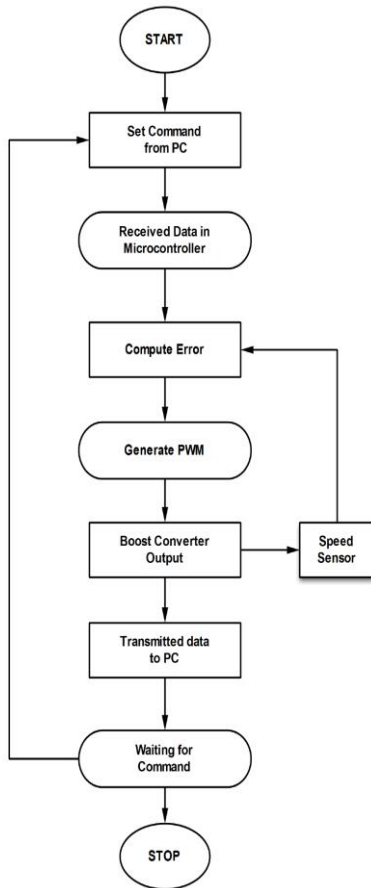 START
Set Command
from PC
Received Data in
Microcontroller
Compute Error
Generate PWM
Boost Converter
Output
Speed
Sensor
Transmitted data
to PC
Waiting for
Command
STOP